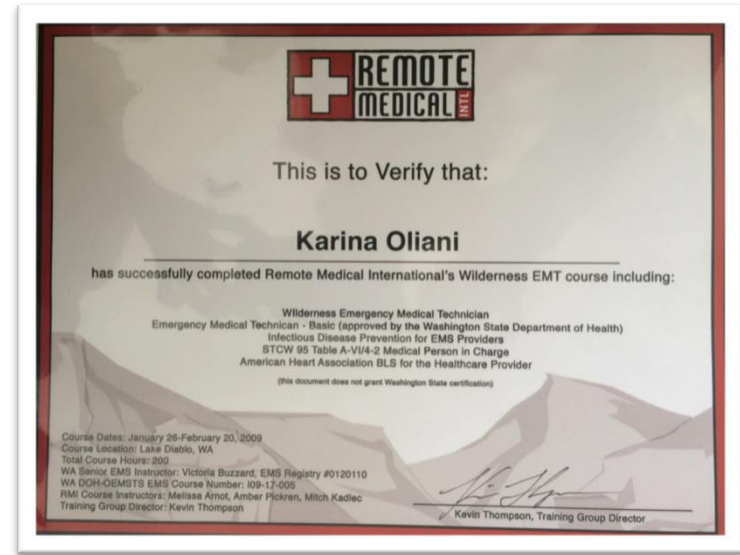 REMOTE
MEDICAL INTL
This is to Verify that:
Karina Oliani
has successfully completed Remote Medical International's Wilderness EMT course including:
Wilderness Emergency Medical Technician
Emergency Medical Technican - Basic (approved by the Washington State Department of Health)
Infectious Disease Prevention for EMS Providers
STCW 95 Table A-VI/4-2 Medical Person in Charge
American Heart Association BLS for the Healthcare Provider
(this document does not grant Washington State certification)
Course Dates: January 26-February 20, 2009
Course Location: Lake Diablo, WA
Total Course Hours: 200
WA Senior EMS Instructor: Victoria Buzzard, EMS Registry #0120110
WA DOH-OEMSTS EMS Course Number: I09-17-005
RMI Course Instructors: Melissa Arnot, Amber Pickren, Mitch Kadlec
Training Group Director: Kevin Thompson
Kevin Thompson, Training Group Director